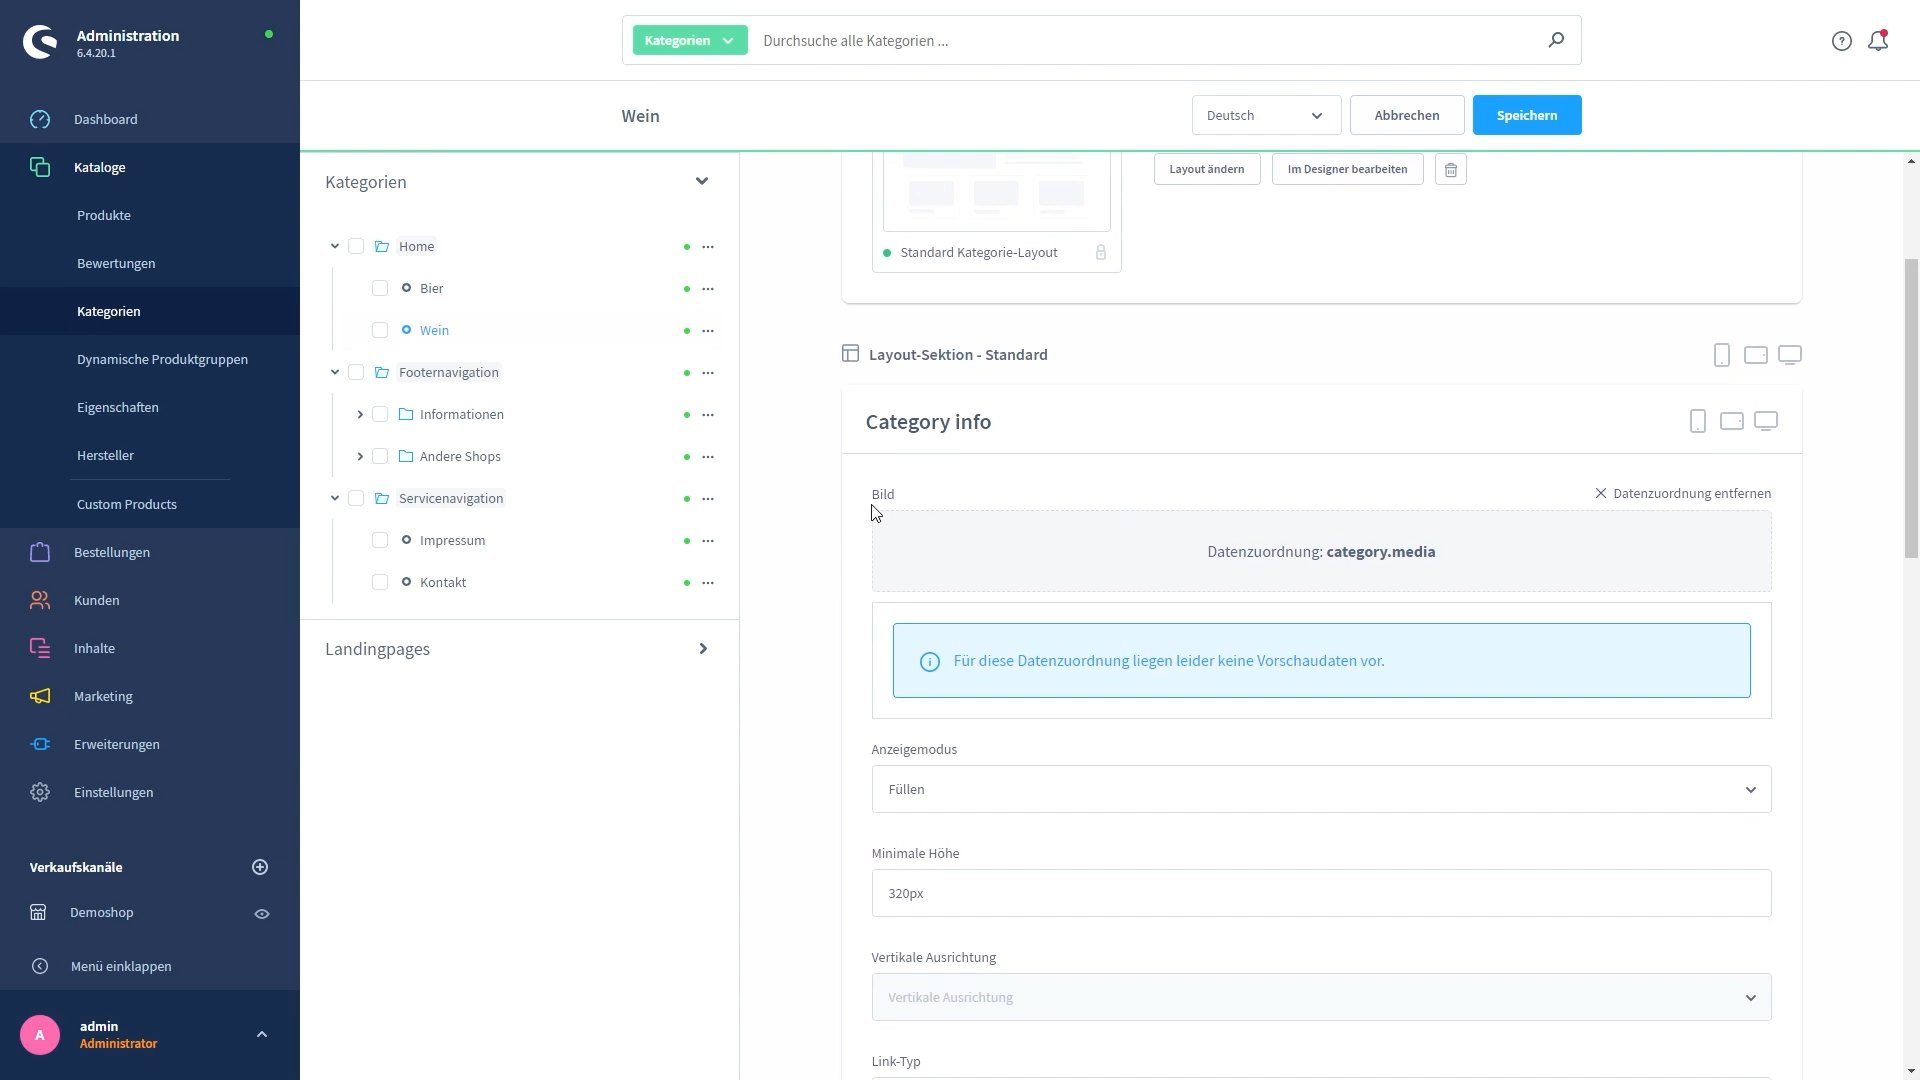 Administration
6.4.20.1
Dashboard
Kataloge
Produkte
Bewertungen
Kategorien
Dynamische Produktgruppen
Eigenschaften
Hersteller
Custom Products
Bestellungen
Kunden
Inhalte
Marketing
Erweiterungen
Einstellungen
Verkaufskanäle
Demoshop
Menü einklappen
A
admin
Administrator
Kategorien
Durchsuche alle Kategorien ...
Wein
Deutsch
Abbrechen
Speichern
Kategorien
Home
Bier
Wein
Footernavigation
Informationen
Andere Shops
Servicenavigation
Impressum
Kontakt
Landingpages
Layout ändern
Im Designer bearbeiten
Standard Kategorie-Layout
Layout-Sektion - Standard
Category info
Bild
Datenzuordnung entfernen
Datenzuordnung: category.media
Für diese Datenzuordnung liegen leider keine Vorschaudaten vor.
Anzeigemodus
Füllen
Minimale Höhe
320px
Vertikale Ausrichtung
Vertikale Ausrichtung
Link-Typ